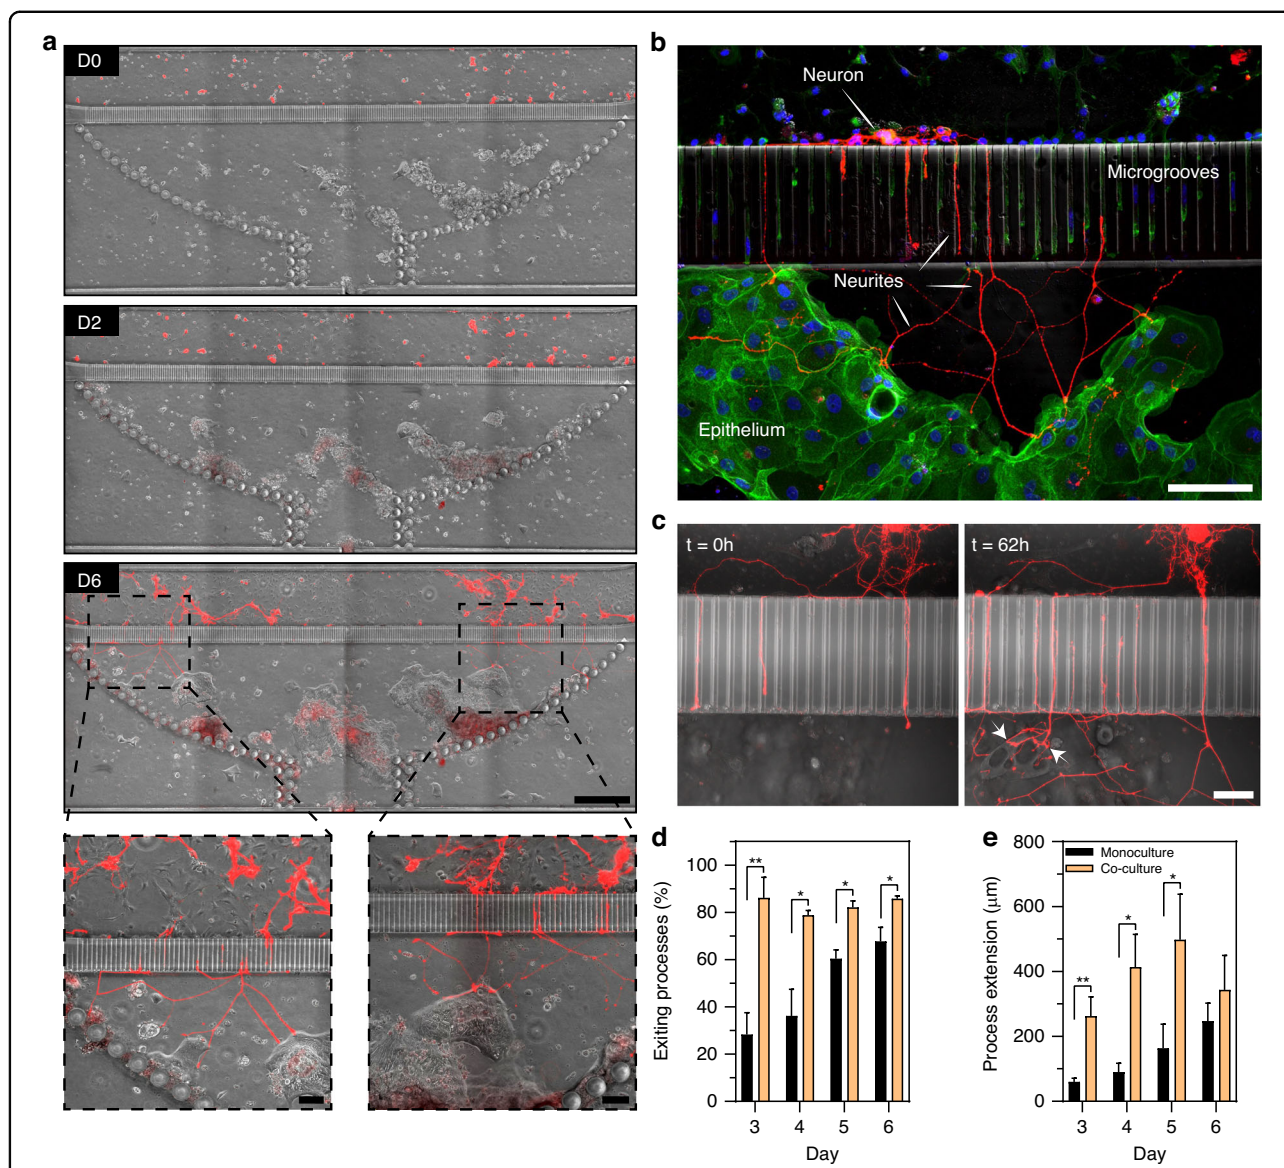 a
D0
D2
D6
b
Neuron
Microgrooves
Neurites
Epithelium
c
t = 0h
t = 62h
d
Exiting processes (%)
100
80
60
40
20
0
**
*
*
*
3 4 5 6
Day
e
Process extension (µm)
800
600
400
200
0
Monoculture
Co-culture
**
*
*
3 4 5 6
Day